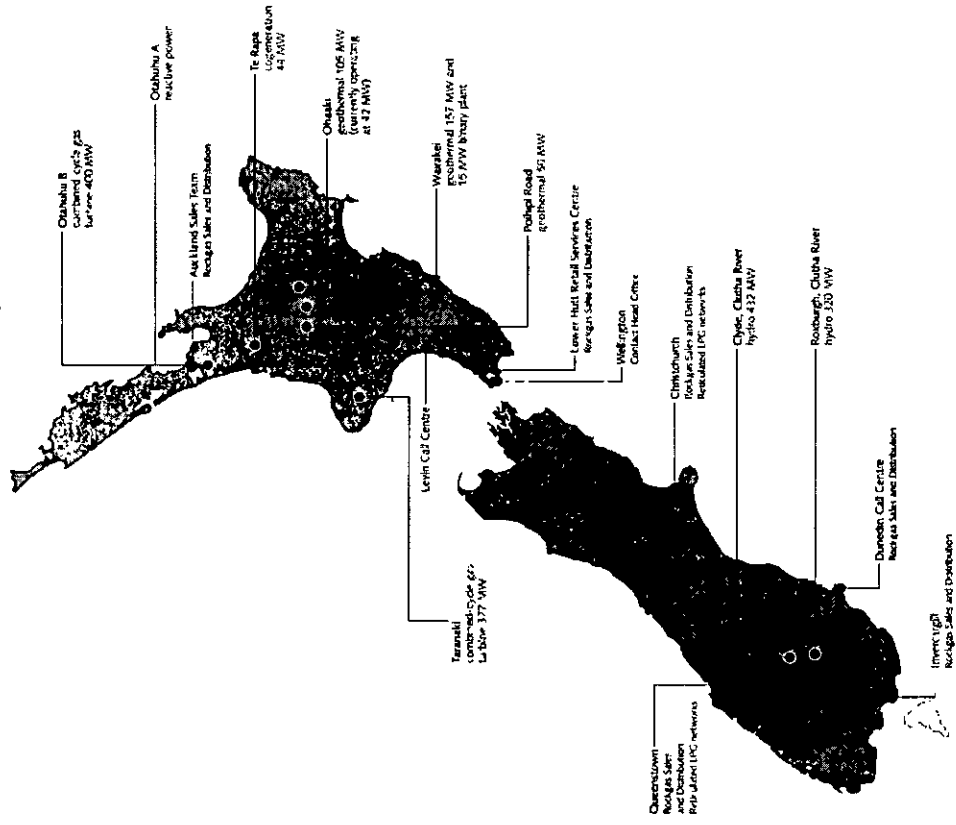 Otahuhu B
combined cycle gas
turbine 400 MW
Otahuhu A
reactive power
Auckland Sales Team
Rockgas Sales and Distribution
Te Rapa
cogeneration
44 MW
Ohaaki
geothermal 105 MW
(currently operating
at 42 MW)
Wairakei
geothermal 157 MW and
16 MW binary plant
Poihipi Road
geothermal 55 MW
Levin Call Centre
Lower Hutt Retail Services Centre
Rockgas Sales and Distribution
Wellington
Contact Head Office
Taranaki
combined-cycle gas
turbine 377 MW
Christchurch
Rockgas Sales and Distribution
Reticulated LPG networks
Clyde, Clutha River
hydro 432 MW
Roxburgh, Clutha River
hydro 320 MW
Dunedin Call Centre
Rockgas Sales and Distribution
Invercargill
Rockgas Sales and Distribution
Queenstown
Rockgas Sales
and Distribution
Reticulated LPG networks